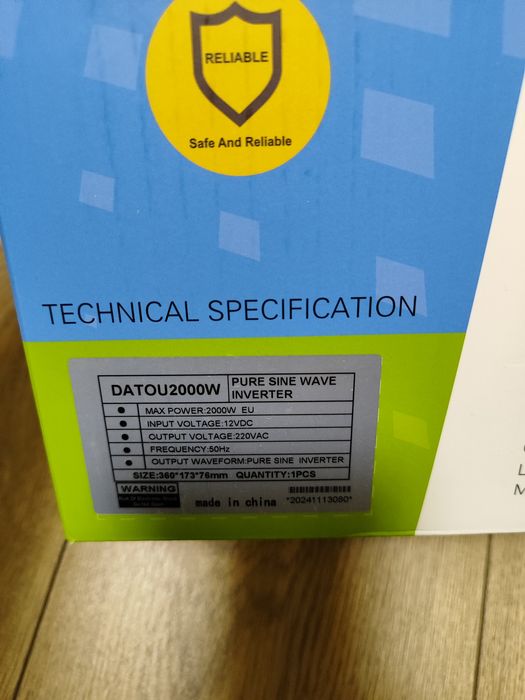 RELIABLE
Safe And Reliable
TECHNICAL SPECIFICATION
DATOU2000W
PURE SINE WAVE
INVERTER
MAX POWER:2000W EU
INPUT VOLTAGE:12VDC
OUTPUT VOLTAGE:220VAC
FREQUENCY:50Hz
OUTPUT WAVEFORM:PURE SINE INVERTER
SIZE:360*173*76mm QUANTITY:1PCS
WARNING
made in china
*20241113080*
L
M